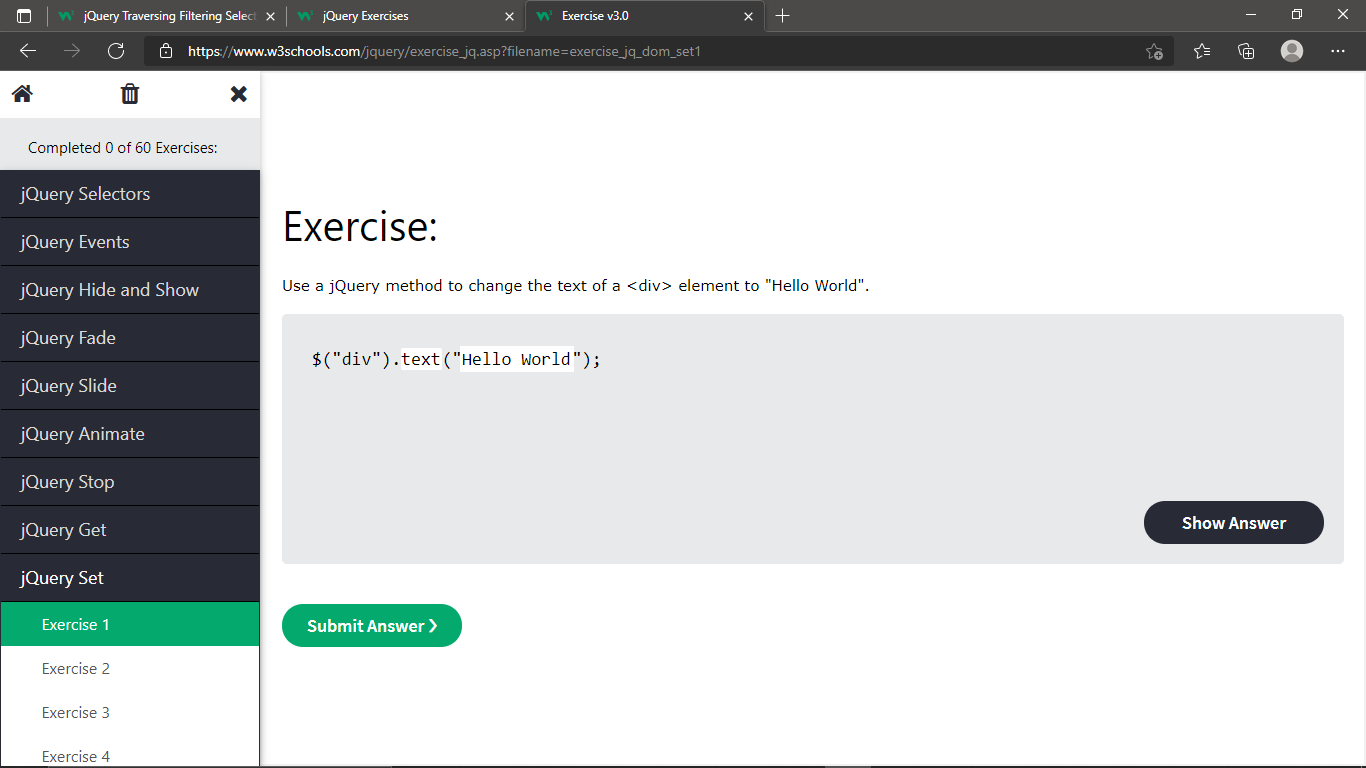 jQuery Traversing Filtering Select
jQuery Exercises
Exercise v3.0
https://www.w3schools.com/jquery/exercise_jq.asp?filename=exercise_jq_dom_set1
Completed 0 of 60 Exercises:
jQuery Selectors
jQuery Events
jQuery Hide and Show
jQuery Fade
jQuery Slide
jQuery Animate
jQuery Stop
jQuery Get
jQuery Set
Exercise 1
Exercise 2
Exercise 3
Exercise 4
Exercise:
Use a jQuery method to change the text of a <div> element to "Hello World".
$("div").text("Hello World");
Show Answer
Submit Answer ❯